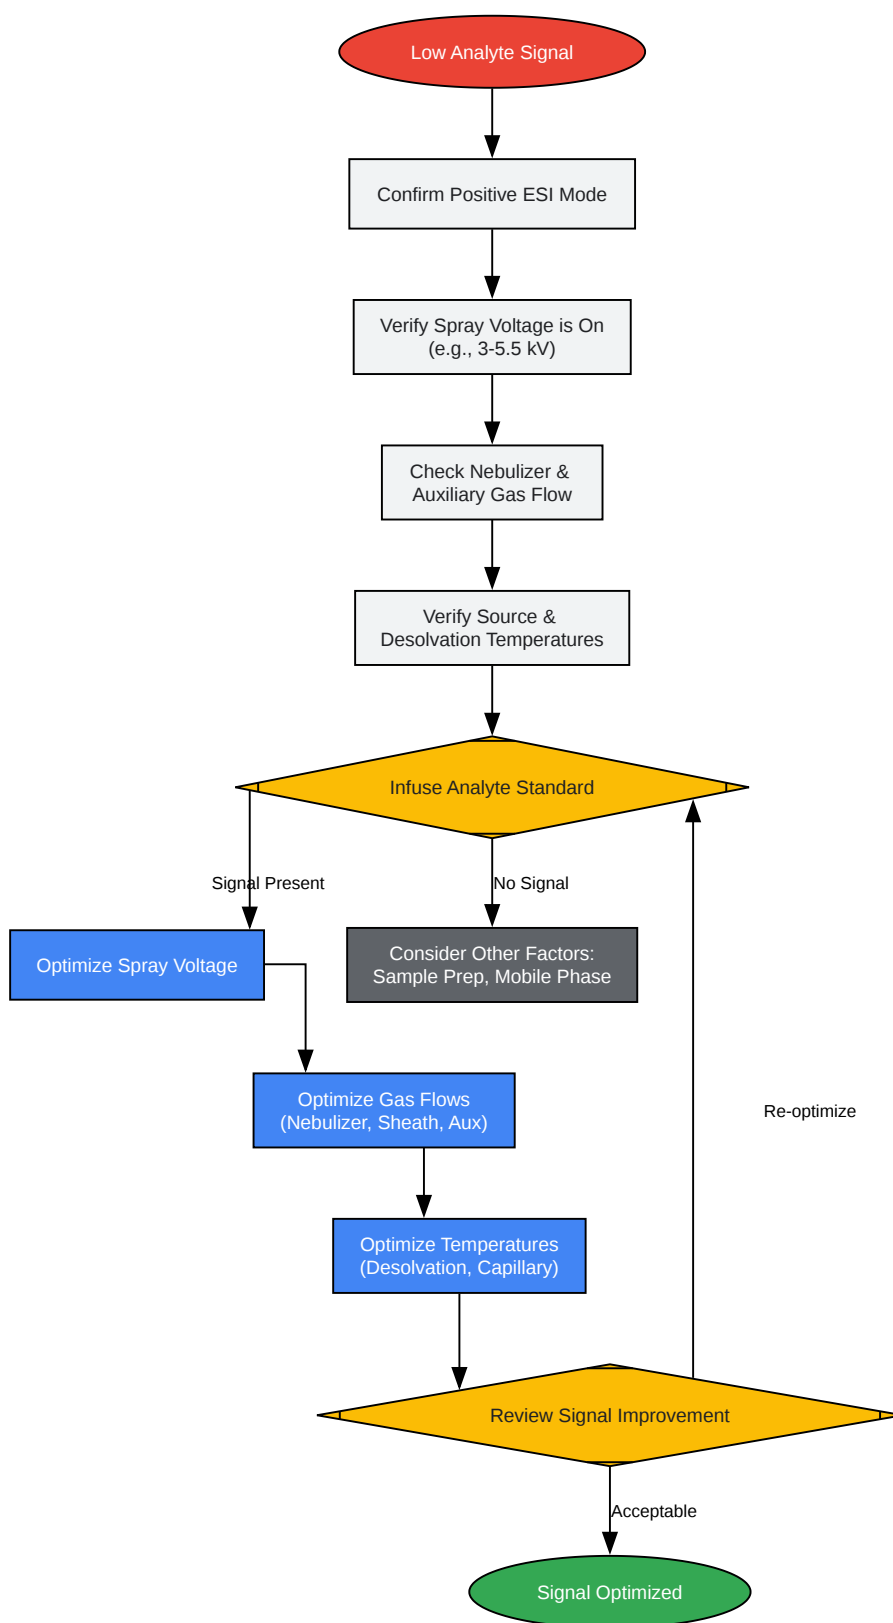 Low Analyte Signal
Confirm Positive ESI Mode
Verify Spray Voltage is On
(e.g., 3-5.5 kV)
Check Nebulizer &
Auxiliary Gas Flow
Verify Source &
Desolvation Temperatures
Infuse Analyte Standard
Signal Present
No Signal
Optimize Spray Voltage
Consider Other Factors:
Sample Prep, Mobile Phase
Optimize Gas Flows
(Nebulizer, Sheath, Aux)
Re-optimize
Optimize Temperatures
(Desolvation, Capillary)
Review Signal Improvement
Acceptable
Signal Optimized